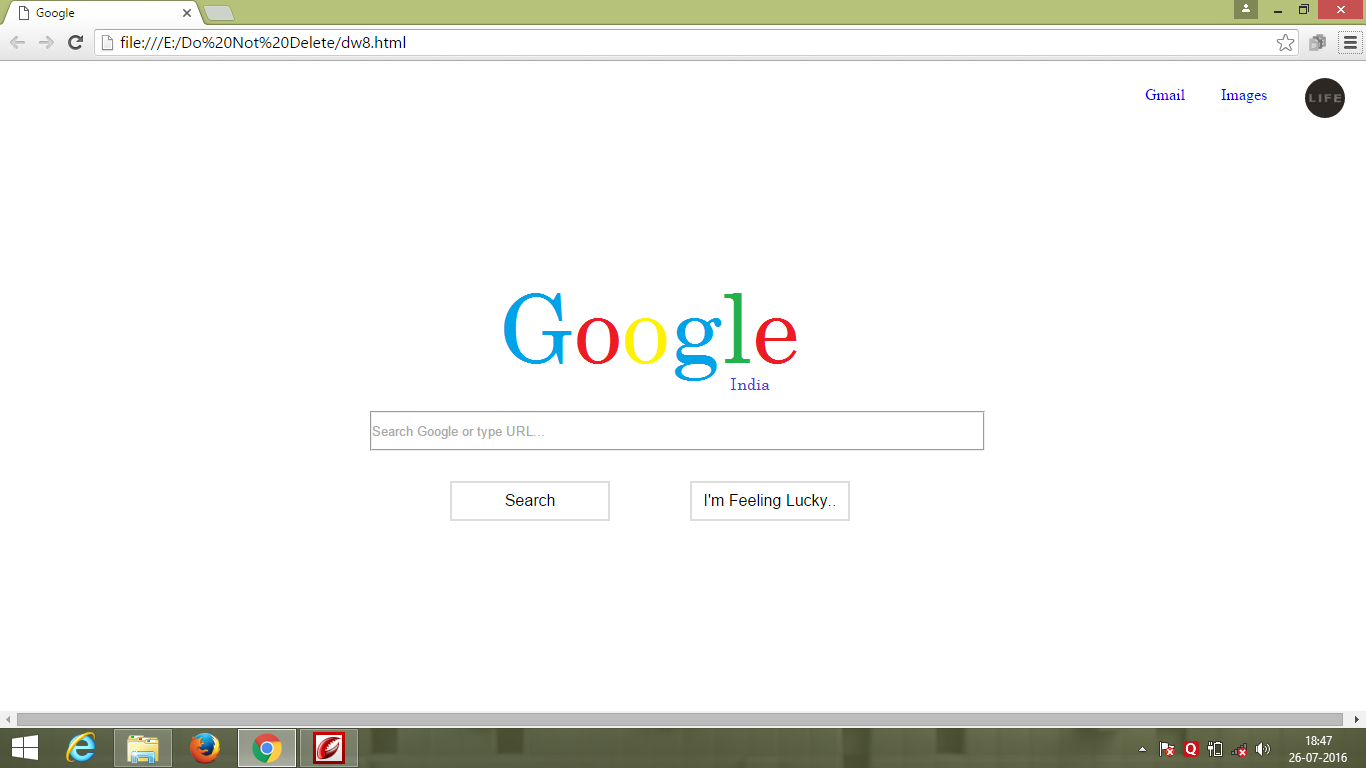 Google
file:///E:/Do%20Not%20Delete/dw8.html
Gmail Images LIFE
Google
India
Search Google or type URL...
Search I'm Feeling Lucky..
18:47
26-07-2016